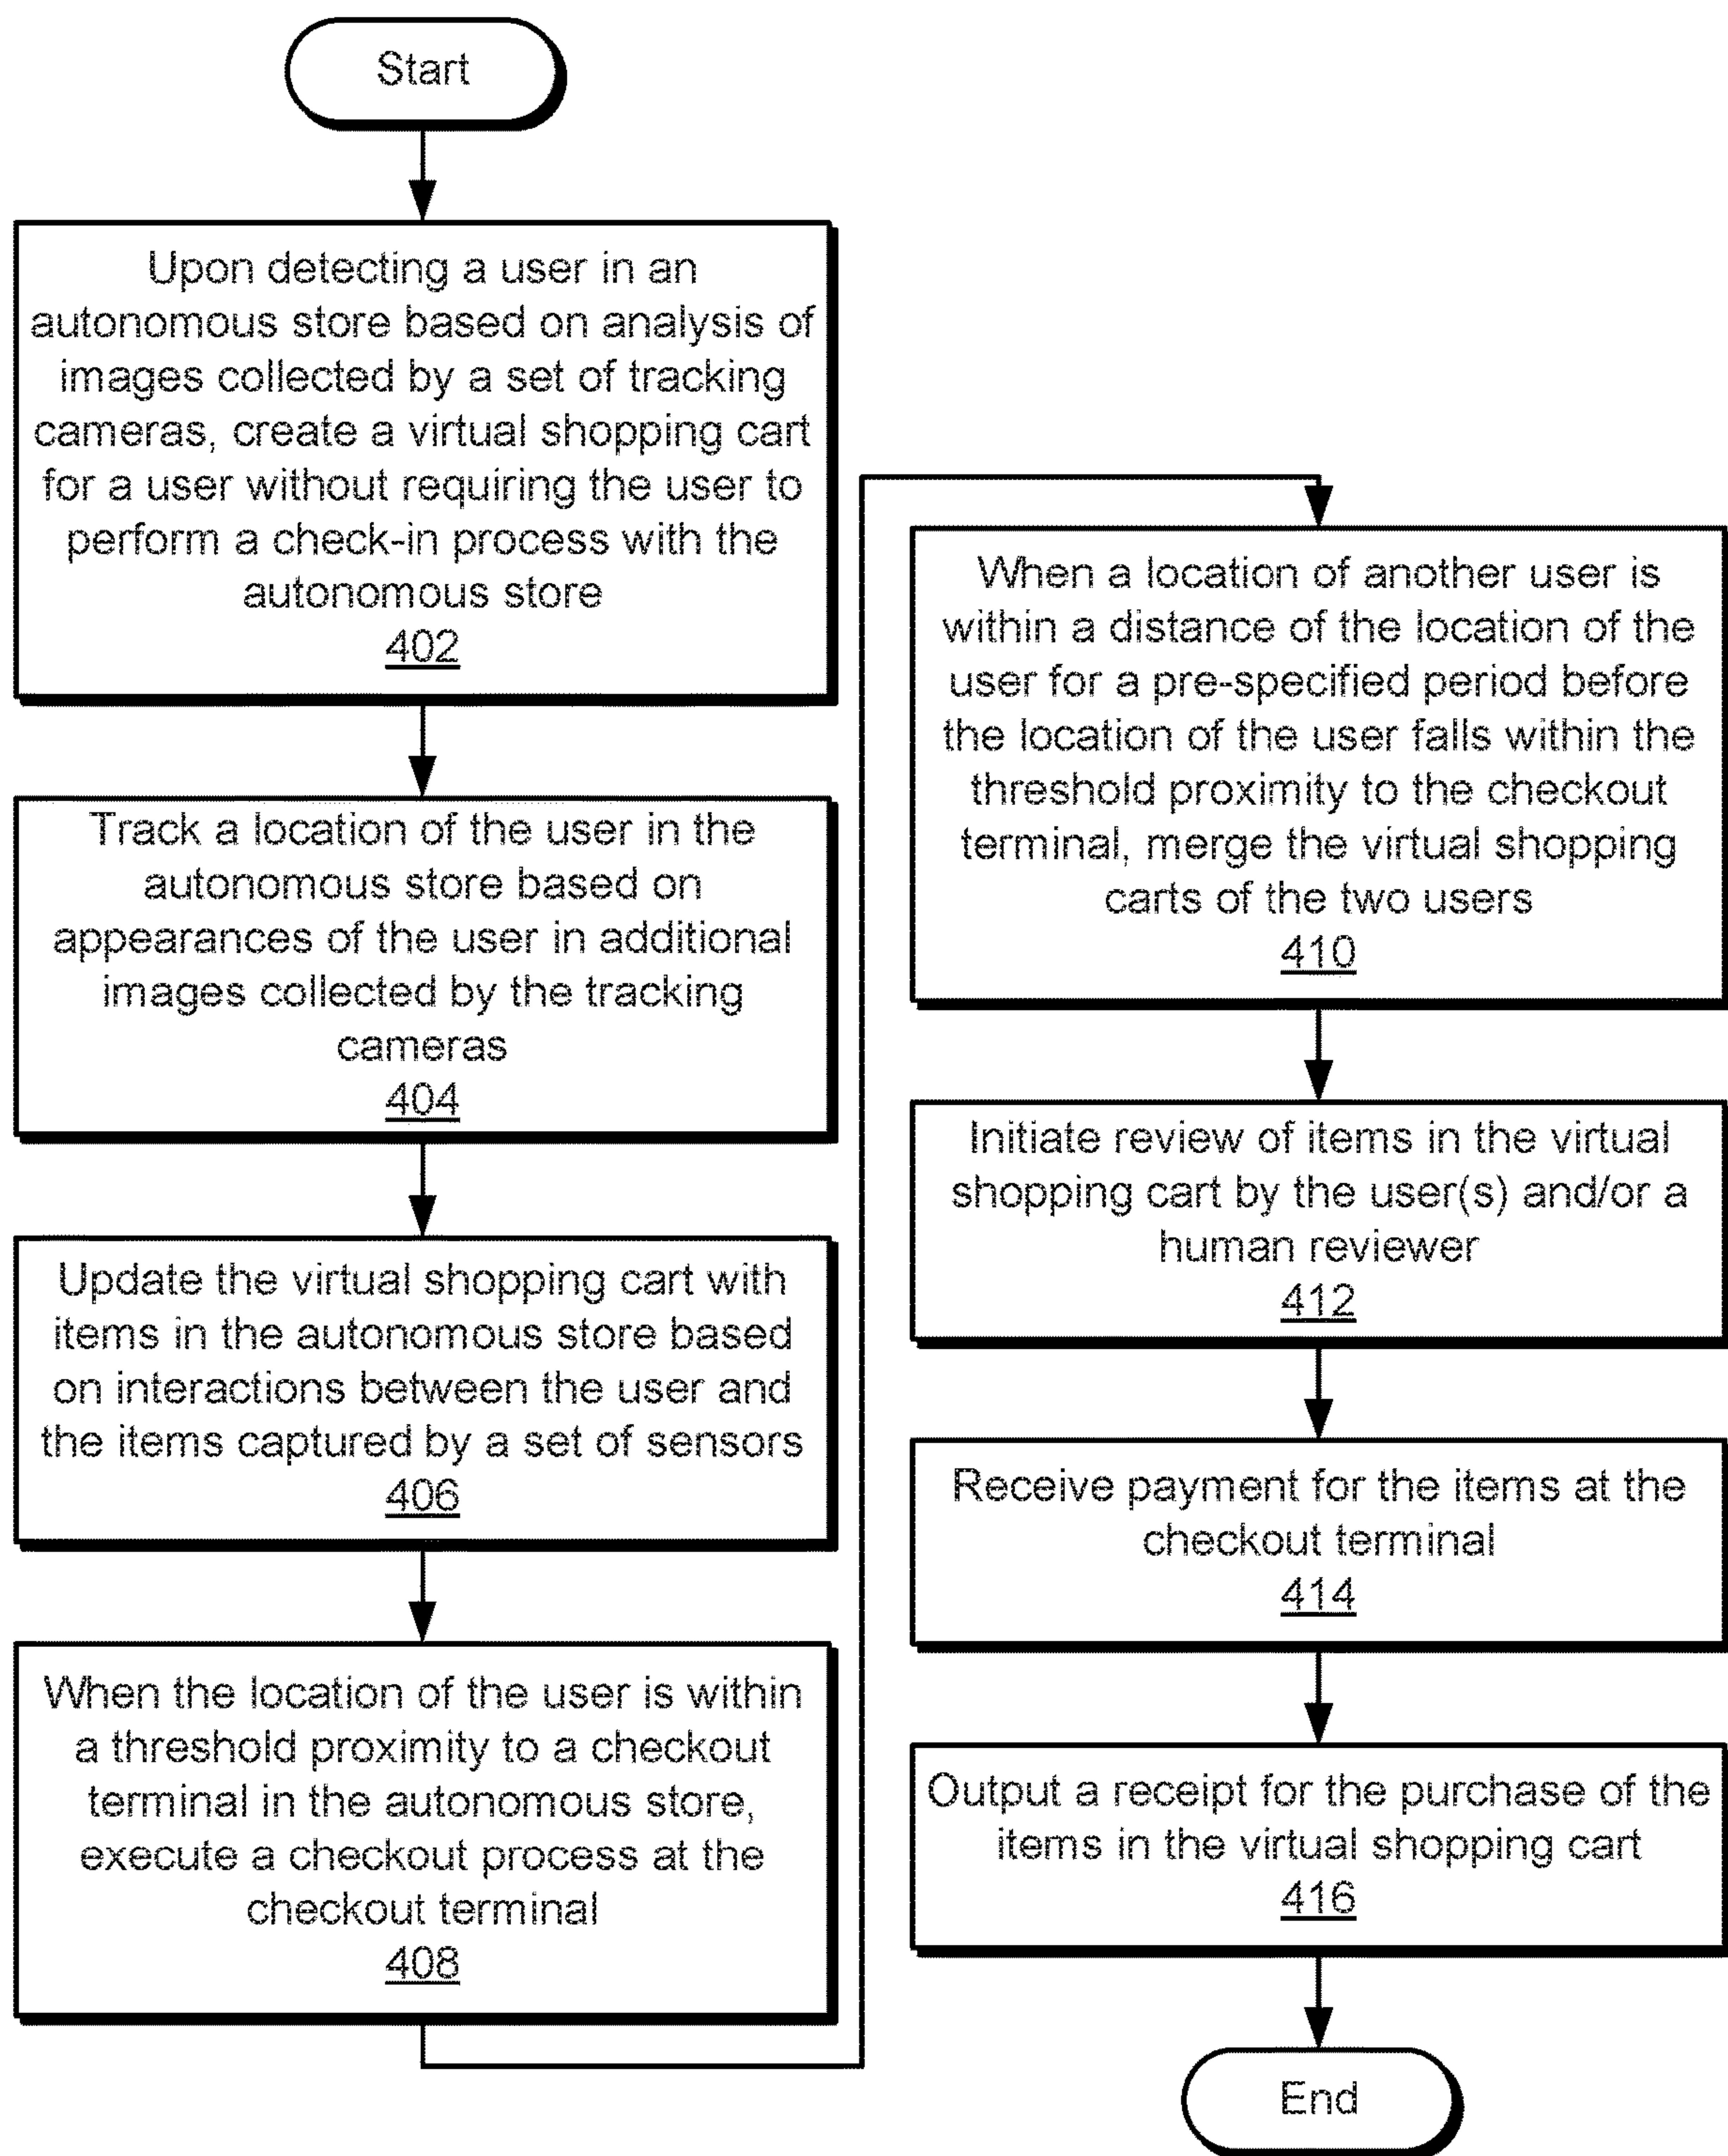 Start
Upon detecting a user in an
autonomous store based on analysis of
images collected by a set of tracking
cameras, create a virtual shopping cart
for a user without requiring the user to
perform a check-in process with the
autonomous store
402
Track a location of the user in the
autonomous store based on
appearances of the user in additional
images collected by the tracking
cameras
404
Update the virtual shopping cart with
items in the autonomous store based
on interactions between the user and
the items captured by a set of sensors
406
When the location of the user is within
a threshold proximity to a checkout
terminal in the autonomous store,
execute a checkout process at the
checkout terminal
408
When a location of another user is
within a distance of the location of the
user for a pre-specified period before
the location of the user falls within the
threshold proximity to the checkout
terminal, merge the virtual shopping
carts of the two users
410
Initiate review of items in the virtual
shopping cart by the user(s) and/or a
human reviewer
412
Receive payment for the items at the
checkout terminal
414
Output a receipt for the purchase of the
items in the virtual shopping cart
416
End